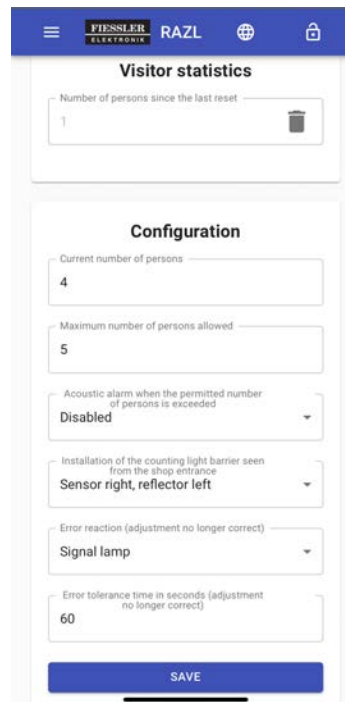 FIESSLER
ELEKTRONIK
RAZL
Visitor statistics
Number of persons since the last reset
1
Configuration
Current number of persons
4
Maximum number of persons allowed
5
Acoustic alarm when the permitted number
of persons is exceeded
Disabled
Installation of the counting light barrier seen
from the shop entrance
Sensor right, reflector left
Error reaction (adjustment no longer correct)
Signal lamp
Error tolerance time in seconds (adjustment
no longer correct)
60
SAVE